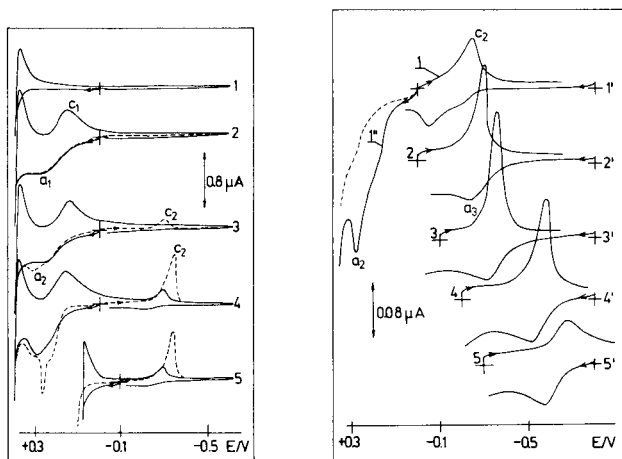 1
c1
2
a1
0.8 µA
c2
3
a2
c2
4
5
+0.3 -0.1 -0.5 E/V
c2
1
1'
1"
2
2'
a3
a2
3
3'
0.08 µA
4
4'
5
5'
+0.3 -0.1 -0.5 E/V